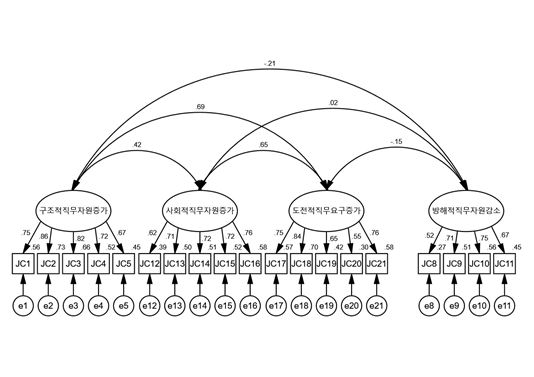 -.21
.69
.02
.42
.65
-.15
구조적직무자원증가 사회적직무자원증가 도전적직무요구증가 방해적직무자원감소
.75 .86 .82 .72 .67 .62 .71 .72 .72 .76 .75 .84 .65 .55 .76 .52 .71 .75 .67
.56 .73 .66 .52 .45 .39 .50 .51 .52 .58 .57 .70 .42 .30 .58 .27 .51 .56 .45
JC1 JC2 JC3 JC4 JC5 JC12 JC13 JC14 JC15 JC16 JC17 JC18 JC19 JC20 JC21 JC8 JC9 JC10 JC11
e1 e2 e3 e4 e5 e12 e13 e14 e15 e16 e17 e18 e19 e20 e21 e8 e9 e10 e11